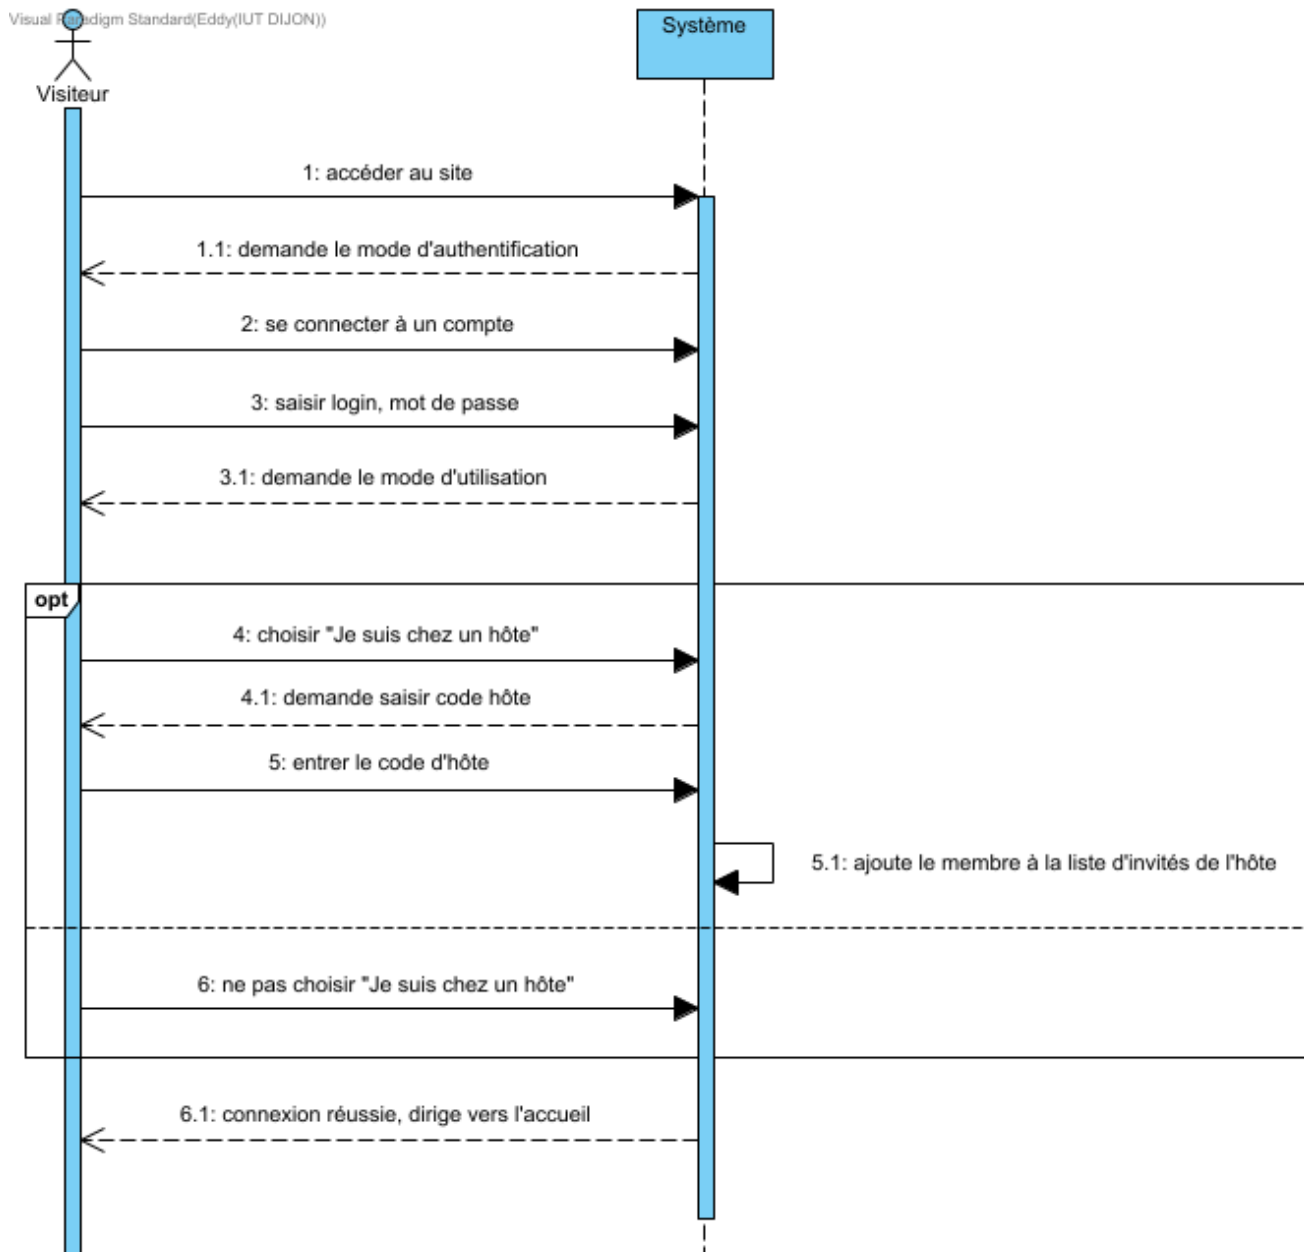 Visual Paradigm Standard(Eddy(IUT DIJON))
Système
Visiteur
1: accéder au site
1.1: demande le mode d'authentification
2: se connecter à un compte
3: saisir login, mot de passe
3.1: demande le mode d'utilisation
opt
4: choisir "Je suis chez un hôte"
4.1: demande saisir code hôte
5: entrer le code d'hôte
5.1: ajoute le membre à la liste d'invités de l'hôte
6: ne pas choisir "Je suis chez un hôte"
6.1: connexion réussie, dirige vers l'accueil